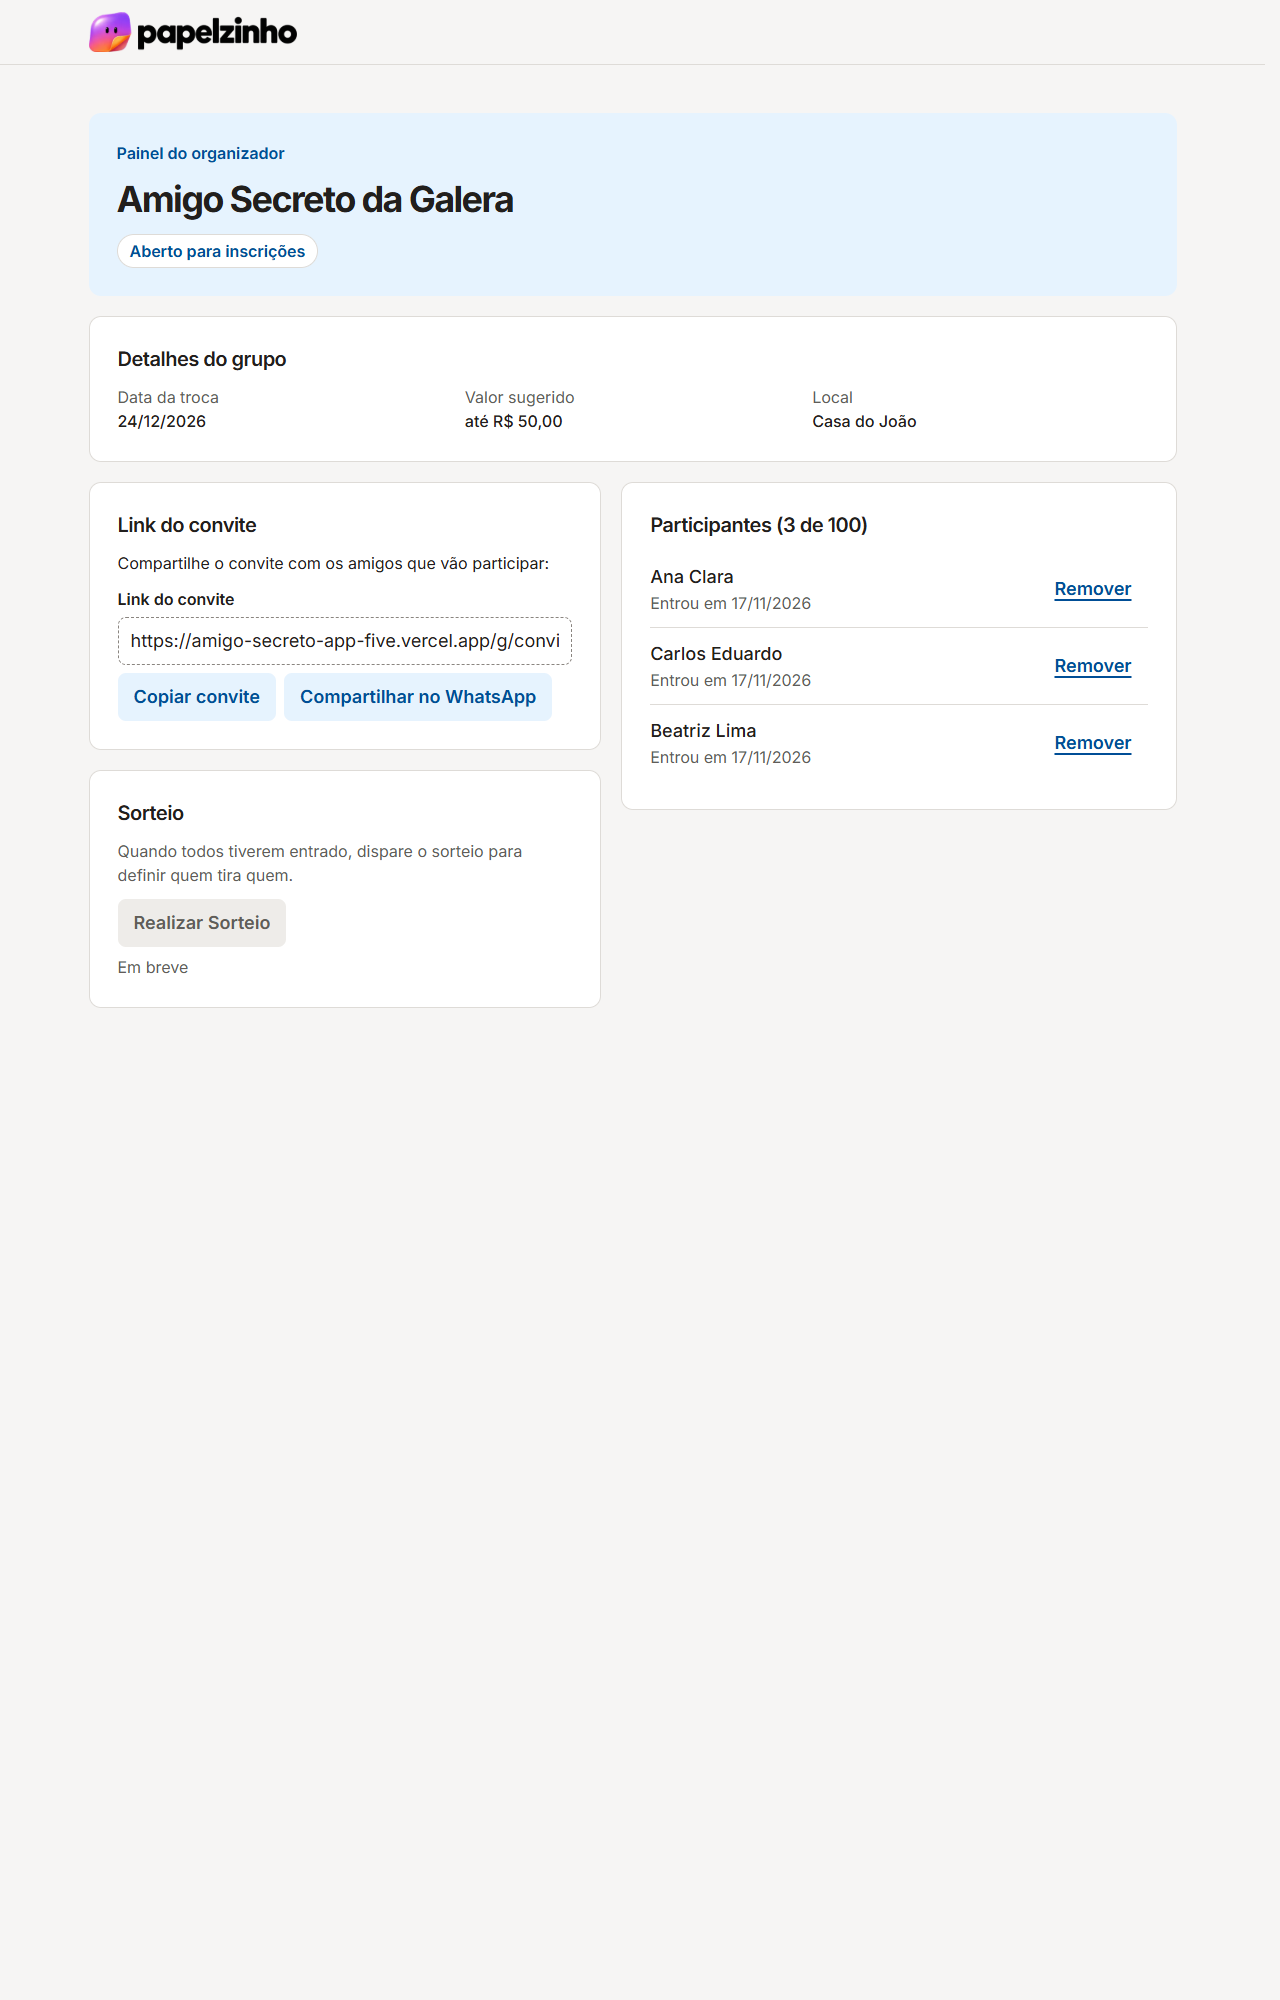 papelzinho
Painel do organizador
Amigo Secreto da Galera
Aberto para inscrições
Detalhes do grupo
Data da troca
24/12/2026
Valor sugerido
até R$ 50,00
Local
Casa do João
Link do convite
Compartilhe o convite com os amigos que vão participar:
Link do convite
https://amigo-secreto-app-five.vercel.app/g/convi
Copiar convite
Compartilhar no WhatsApp
Sorteio
Quando todos tiverem entrado, dispare o sorteio para
definir quem tira quem.
Realizar Sorteio
Em breve
Participantes (3 de 100)
Ana Clara
Entrou em 17/11/2026
Remover
Carlos Eduardo
Entrou em 17/11/2026
Remover
Beatriz Lima
Entrou em 17/11/2026
Remover